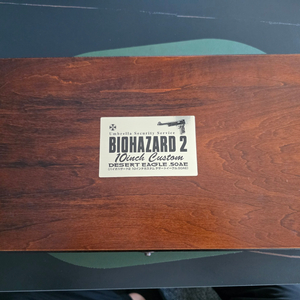 Umbrella Security Service
BIOHAZARD 2
10inch Custom
DESERT EAGLE .50AE